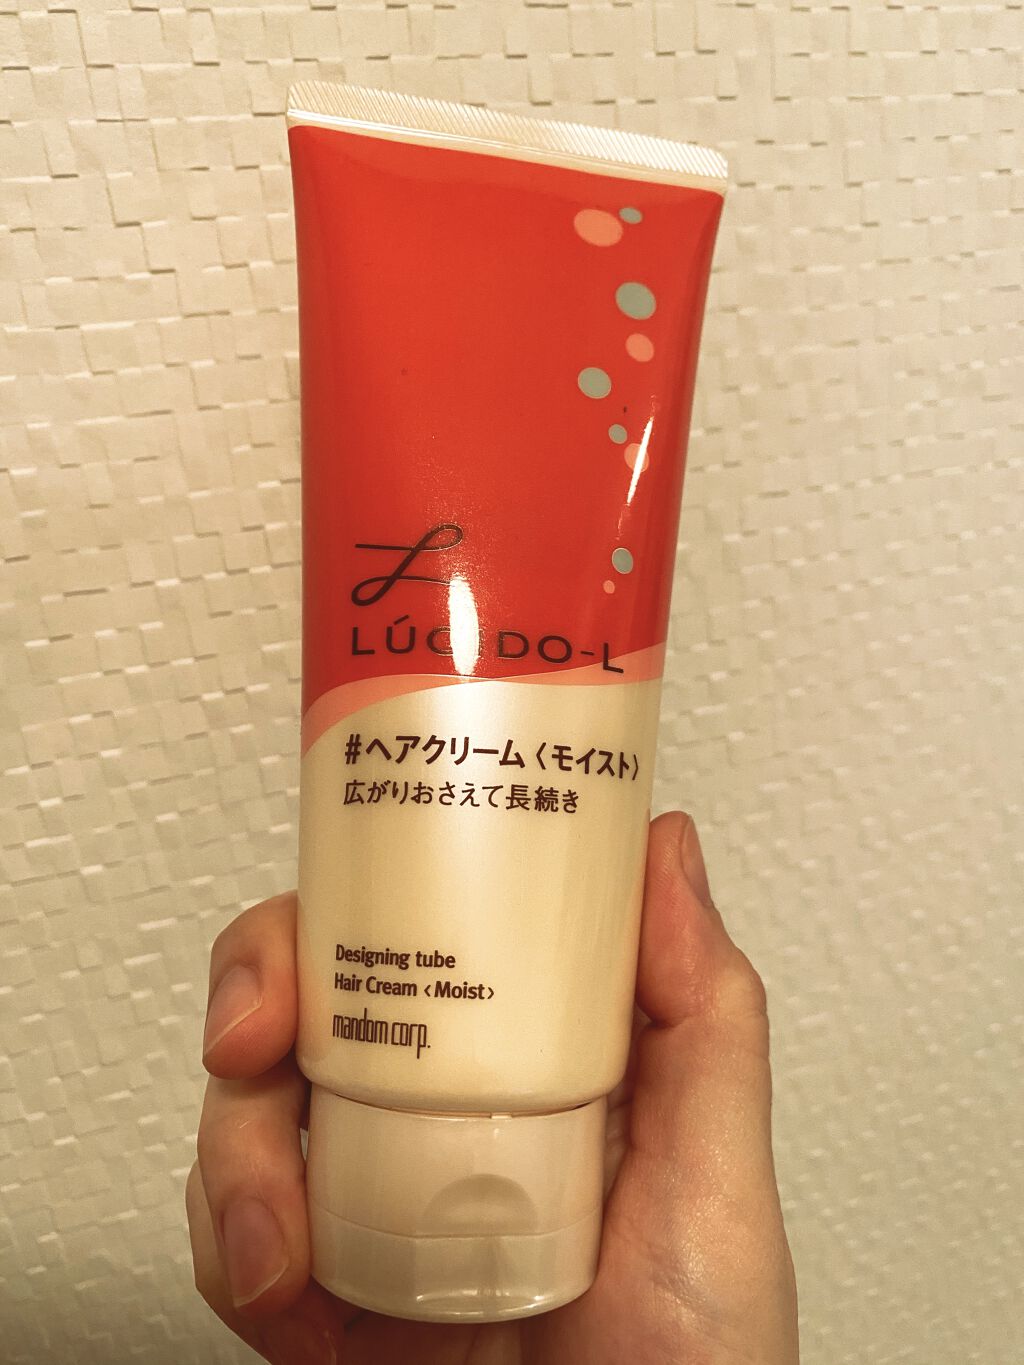 L
LÚCIDO-L
#ヘアクリーム〈モイスト〉
広がりおさえて長続き
Designing tube
Hair Cream ‹Moist›
mandom corp.